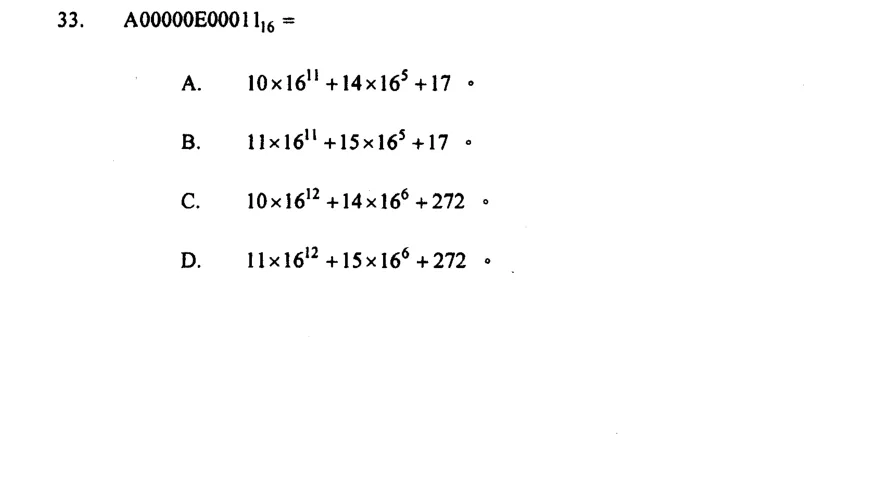 33. A00000E00011₁₆ =
A. 10×16¹¹ +14×16⁵ +17 。
B. 11×16¹¹ +15×16⁵ +17 。
C. 10×16¹² +14×16⁶ +272 。
D. 11×16¹² +15×16⁶ +272 。